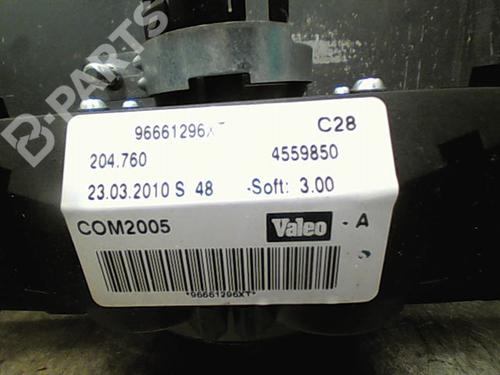 B-PARTS
96661296XT C28
204.760 4559850
23.03.2010 S 48 -Soft: 3.00
COM2005 Valeo - A
*96661296XT*